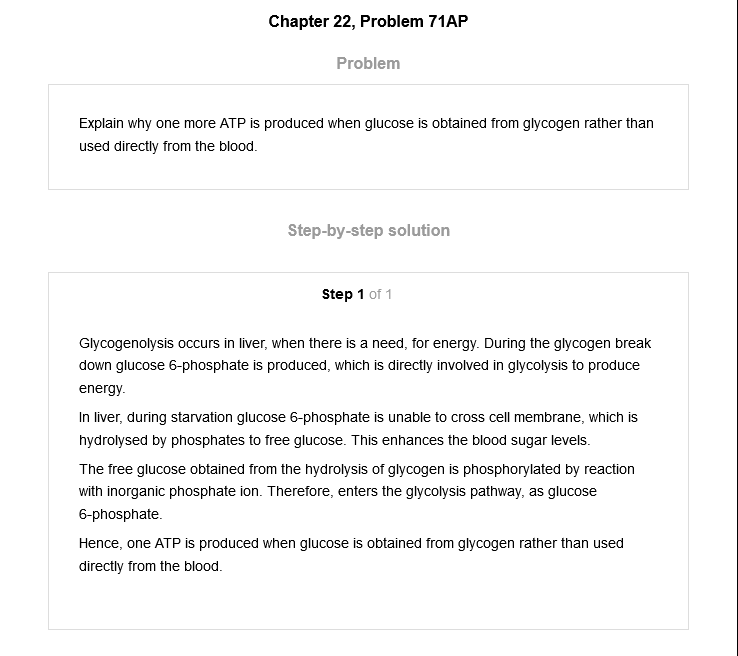 Chapter 22, Problem 71AP
Problem
Explain why one more ATP is produced when glucose is obtained from glycogen rather than
used directly from the blood.
Step-by-step solution
Step 1 of 1
Glycogenolysis occurs in liver, when there is a need, for energy. During the glycogen break
down glucose 6-phosphate is produced, which is directly involved in glycolysis to produce
energy.
In liver, during starvation glucose 6-phosphate is unable to cross cell membrane, which is
hydrolysed by phosphates to free glucose. This enhances the blood sugar levels.
The free glucose obtained from the hydrolysis of glycogen is phosphorylated by reaction
with inorganic phosphate ion. Therefore, enters the glycolysis pathway, as glucose
6-phosphate.
Hence, one ATP is produced when glucose is obtained from glycogen rather than used
directly from the blood.